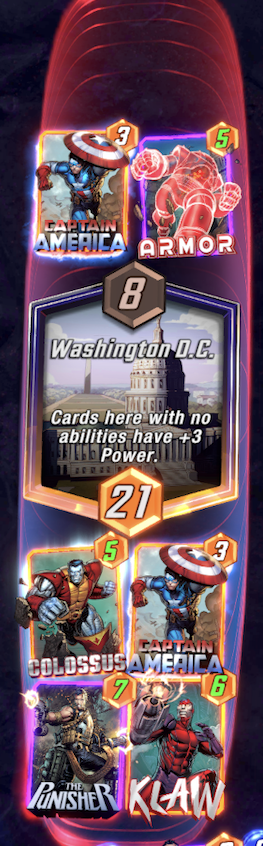 3
5
CAPTAIN
AMERICA
ARMOR
8
Washington D.C.
Cards here with no
abilities have +3
Power.
21
5
3
COLOSSUS
CAPTAIN
AMERICA
7
6
THE
PUNISHER
KLAW